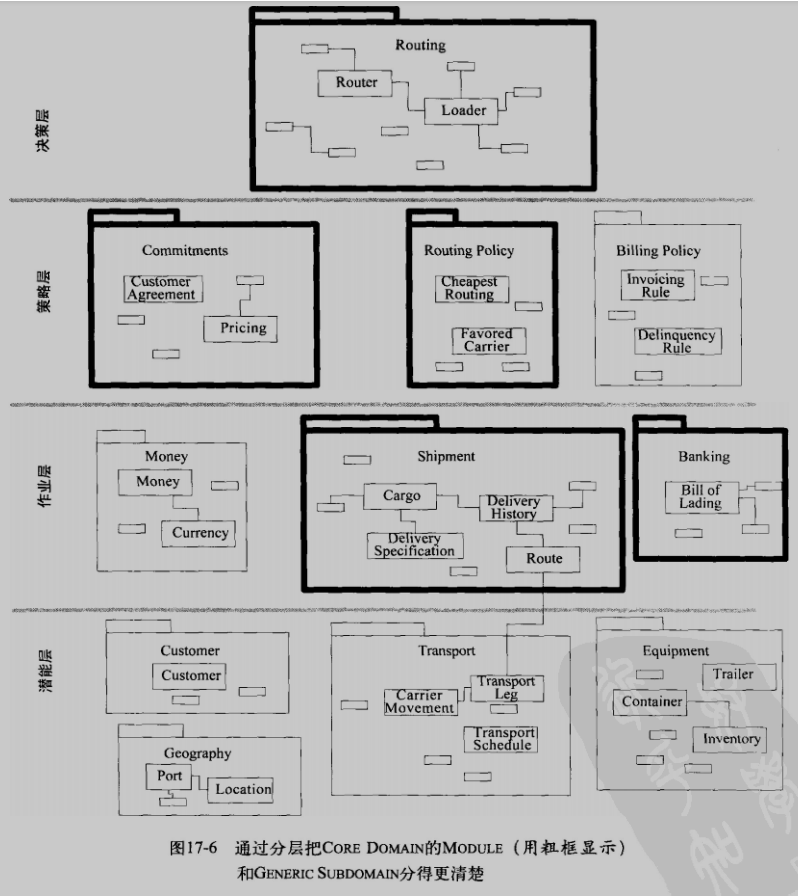 决策层
Routing
Router
Loader
策略层
Commitments
Customer
Agreement
Pricing
Routing Policy
Cheapest
Routing
Favored
Carrier
Billing Policy
Invoicing
Rule
Delinquency
Rule
作业层
Money
Money
Currency
Shipment
Cargo
Delivery
History
Delivery
Specification
Route
Banking
Bill of
Lading
潜能层
Customer
Customer
Geography
Port
Location
Transport
Transport
Leg
Carrier
Movement
Transport
Schedule
Equipment
Trailer
Container
Inventory
图17-6 通过分层把CORE DOMAIN的MODULE（用粗框显示）
和GENERIC SUBDOMAIN分得更清楚